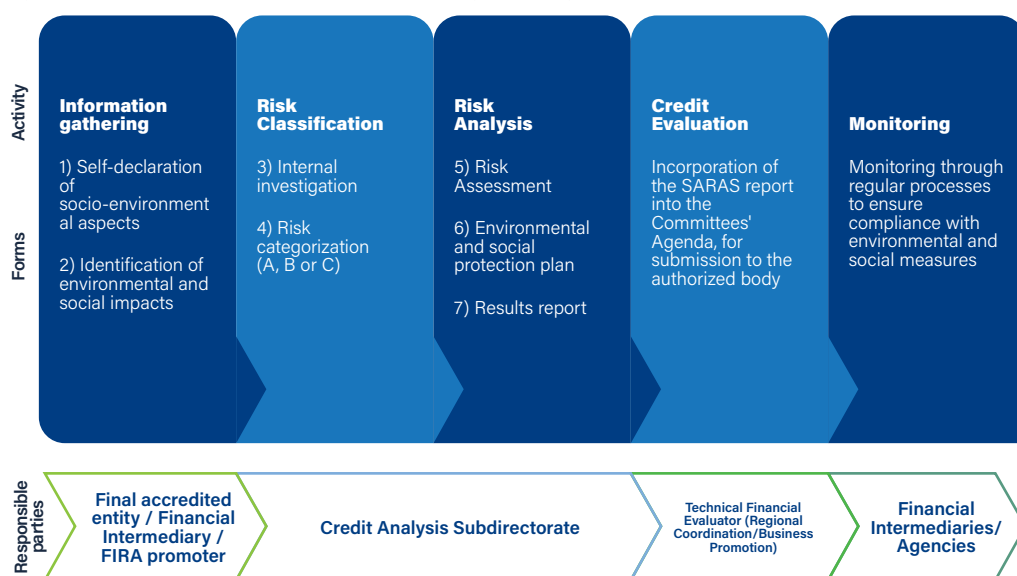 Activity
Forms
Information
gathering
1) Self-declaration
of
socio-environment
al aspects
2) Identification of
environmental and
social impacts
Risk
Classification
3) Internal
investigation
4) Risk
categorization
(A, B or C)
Risk
Analysis
5) Risk
Assessment
6) Environmental
and social
protection plan
7) Results report
Credit
Evaluation
Incorporation of
the SARAS report
into the
Committees'
Agenda, for
submission to the
authorized body
Monitoring
Monitoring through
regular processes
to ensure
compliance with
environmental and
social measures
Responsible
parties
Final accredited
entity / Financial
Intermediary /
FIRA promoter
Credit Analysis Subdirectorate
Technical Financial
Evaluator (Regional
Coordination/Business
Promotion)
Financial
Intermediaries/
Agencies